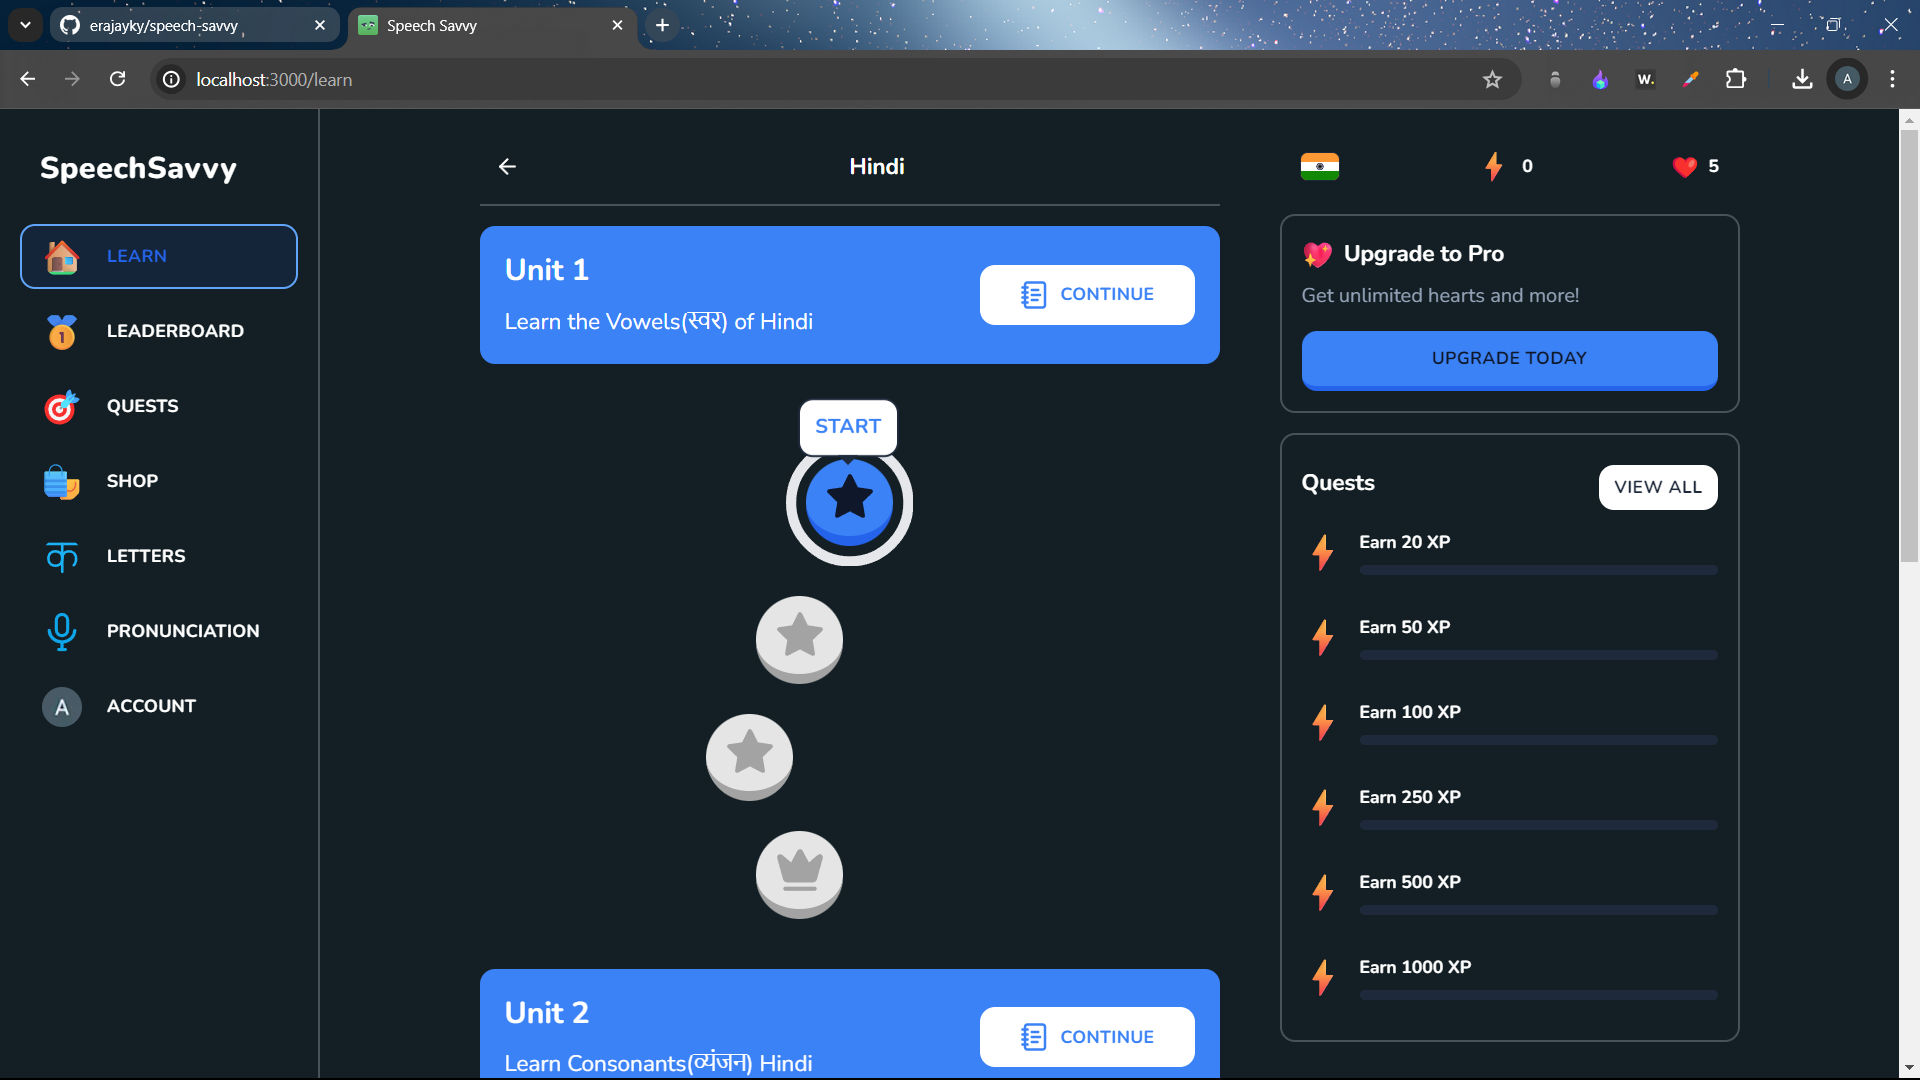 erajayky/speech-savvy
Speech Savvy
localhost:3000/learn
W.
A
SpeechSavvy
LEARN
1
LEADERBOARD
QUESTS
SHOP
क
LETTERS
PRONUNCIATION
A
ACCOUNT
Hindi
Unit 1
Learn the Vowels(स्वर) of Hindi
CONTINUE
START
Unit 2
Learn Consonants(व्यंजन) Hindi
CONTINUE
0
5
Upgrade to Pro
Get unlimited hearts and more!
UPGRADE TODAY
Quests
VIEW ALL
Earn 20 XP
Earn 50 XP
Earn 100 XP
Earn 250 XP
Earn 500 XP
Earn 1000 XP